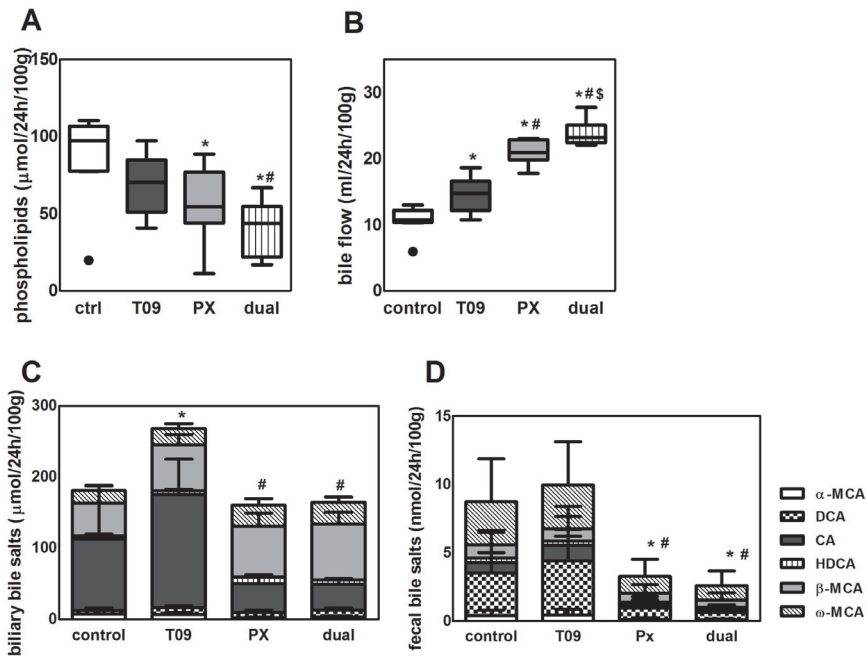 A
phospholipids (μmol/24h/100g)
150
100
50
0
*
*#
ctrl
T09
PX
dual
B
bile flow (ml/24h/100g)
30
20
10
0
*
*#
*#$
control
T09
PX
dual
C
biliary bile salts (μmol/24h/100g)
300
200
100
0
*
#
#
control
T09
PX
dual
D
fecal bile salts (nmol/24h/100g)
15
10
5
0
* #
* #
control
T09
Px
dual
α-MCA
DCA
CA
HDCA
β-MCA
ω-MCA